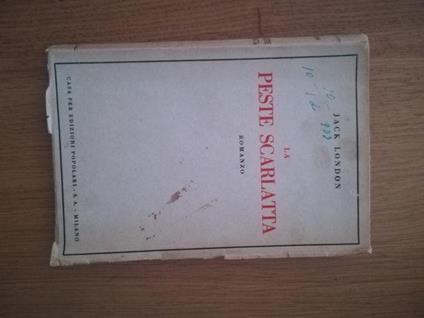 JACK LONDON
LA
PESTE SCARLATTA
ROMANZO
CASA PER EDIZIONI POPOLARI - S. A. - MILANO